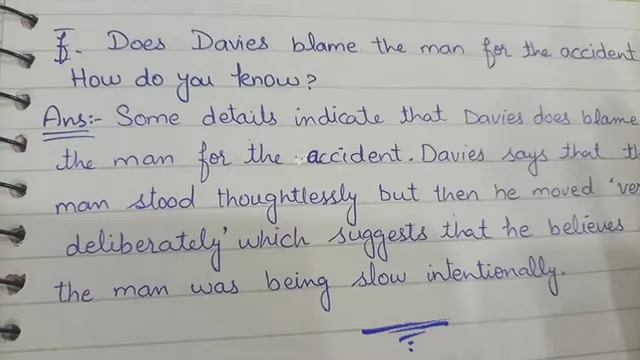 f. Does Davies blame the man for the accident
How do you know?
Ans:- Some details indicate that Davies does blame
the man for the accident. Davies says that
man stood thoughtlessly but then he moved 'ver
deliberately' which suggests that he believes
the man was being slow intentionally.